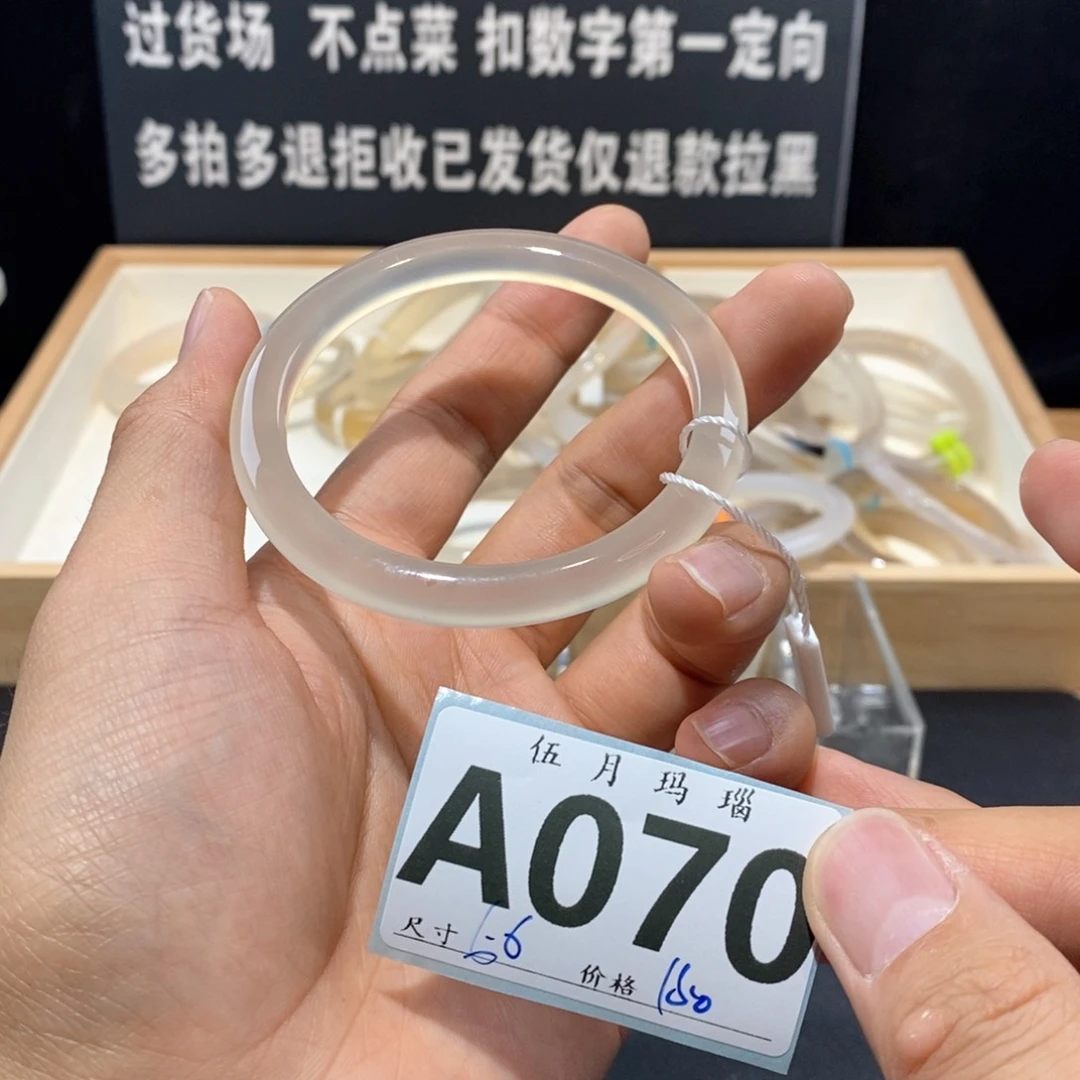 过货场 不点菜 扣数字第一定向
多拍多退拒收已发货仅退款拉黑
伍月玛瑙
A070
尺寸
价格